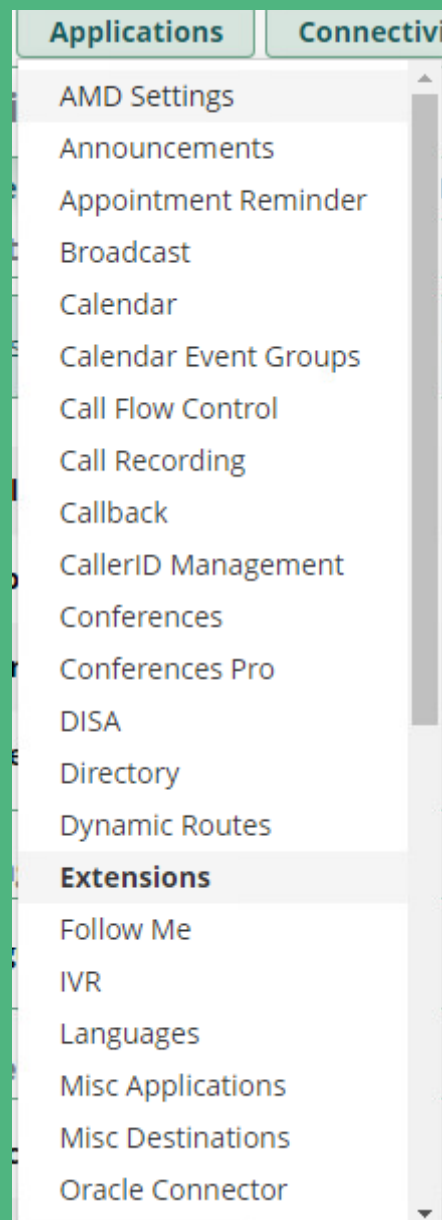 Applications
AMD Settings
Announcements
Appointment Reminder
Broadcast
Calendar
Calendar Event Groups
Call Flow Control
Call Recording
Callback
CallerID Management
Conferences
Conferences Pro
DISA
Directory
Dynamic Routes
Extensions
Follow Me
IVR
Languages
Misc Applications
Misc Destinations
Oracle Connector